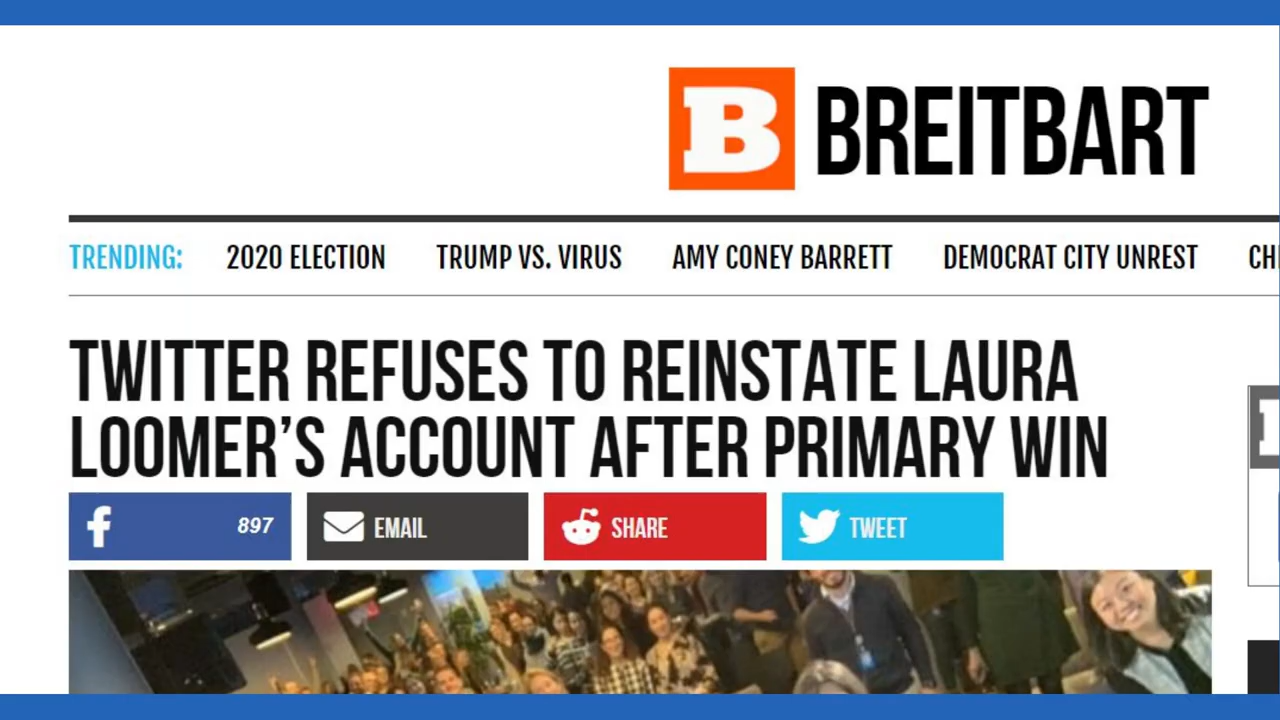 B BREITBART
TRENDING: 2020 ELECTION TRUMP VS. VIRUS AMY CONEY BARRETT DEMOCRAT CITY UNREST
TWITTER REFUSES TO REINSTATE LAURA
LOOMER’S ACCOUNT AFTER PRIMARY WIN
897 EMAIL SHARE TWEET